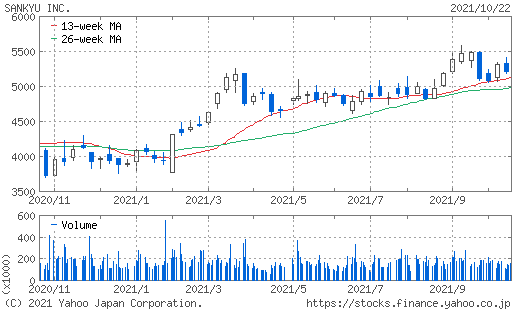 SANKYU INC. 2021/10/22
6000
13-week MA
26-week MA
5500
5000
4500
4000
3500
2020/11 2021/1 2021/3 2021/5 2021/7 2021/9
600
Volume
400
200
0
(x1000)
2020/11 2021/1 2021/3 2021/5 2021/7 2021/9
(C) 2021 Yahoo Japan Corporation. https://stocks.finance.yahoo.co.jp/